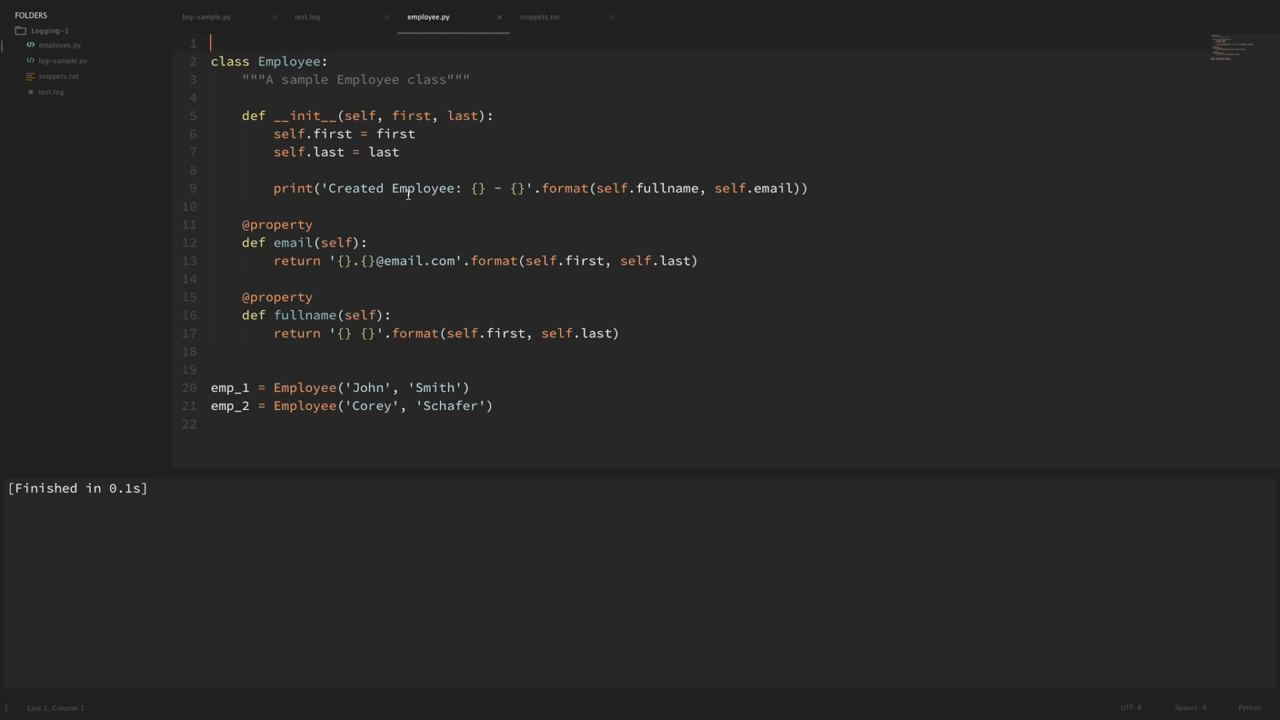 FOLDERS
Logging-1
employee.py
log-sample.py
snippets.txt
test.log
log-sample.py × test.log × employee.py × snippets.txt ×
1
2 class Employee:
3     """A sample Employee class"""
4
5     def __init__(self, first, last):
6         self.first = first
7         self.last = last
8
9         print('Created Employee: {} - {}'.format(self.fullname, self.email))
10
11     @property
12     def email(self):
13         return '{}.{}@email.com'.format(self.first, self.last)
14
15     @property
16     def fullname(self):
17         return '{} {}'.format(self.first, self.last)
18
19
20 emp_1 = Employee('John', 'Smith')
21 emp_2 = Employee('Corey', 'Schafer')
22
[Finished in 0.1s]
Line 1, Column 1 UTF-8 Spaces: 4 Python